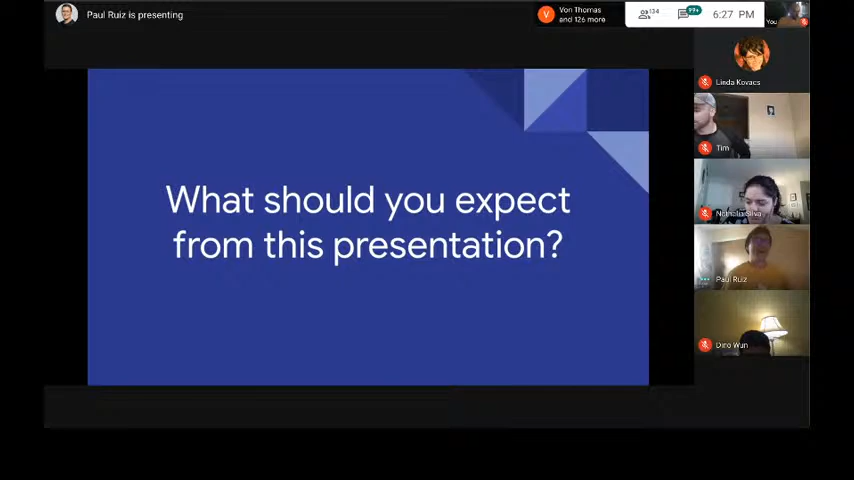 Paul Ruiz is presenting
Von Thomas
and 126 more
V
134
99+
6:27 PM
You
Linda Kovacs
Tim
Nathalia Silva
Paul Ruiz
Dino Wun
What should you expect
from this presentation?